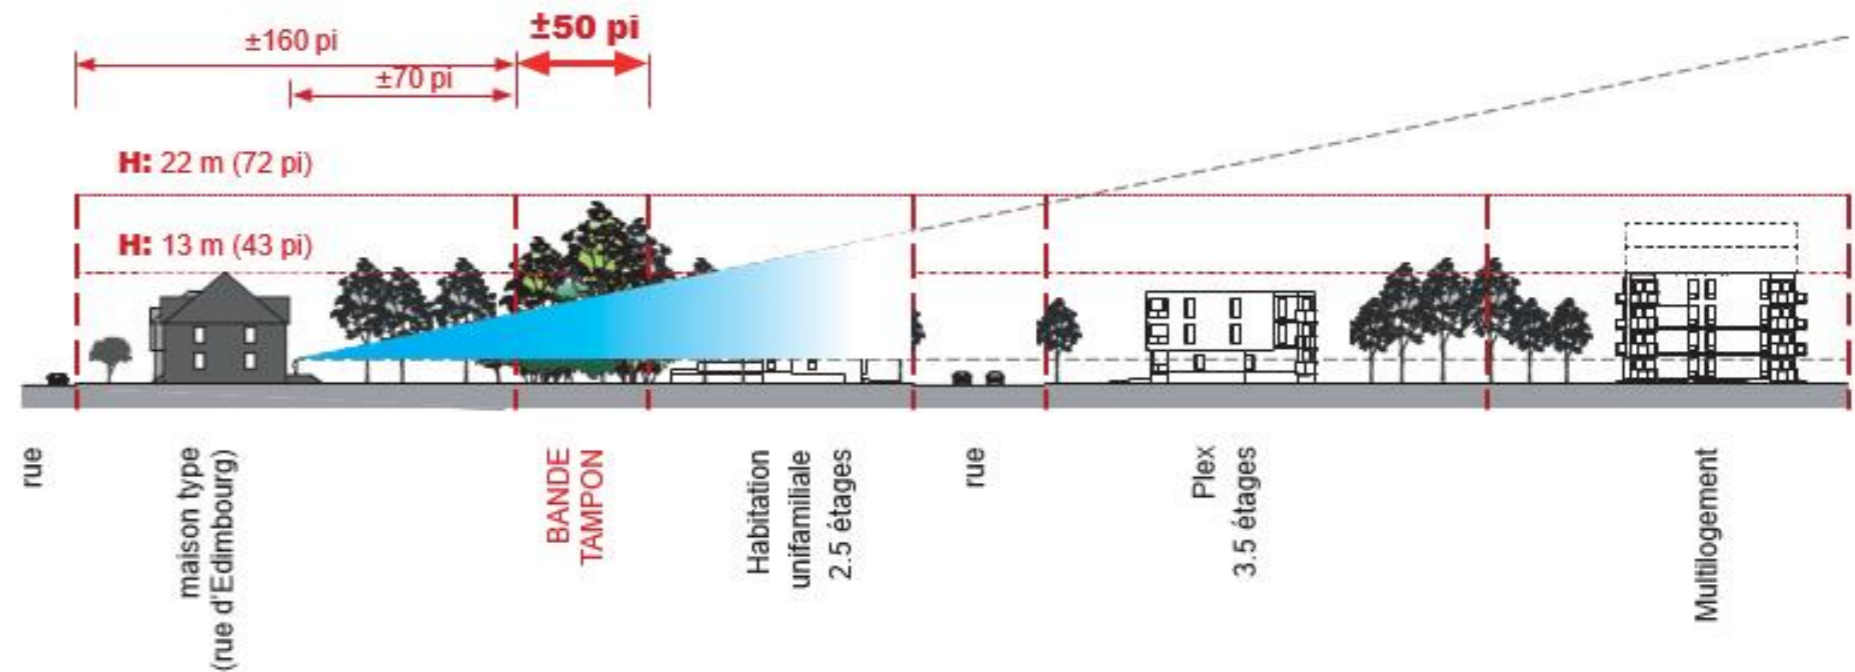 ±160 pi
±50 pi
±70 pi
H: 22 m (72 pi)
H: 13 m (43 pi)
rue
maison type
(rue d'Edimbourg)
BANDE
TAMPON
Habitation
unifamiliale
2.5 étages
rue
Plex
3.5 étages
Multilogement